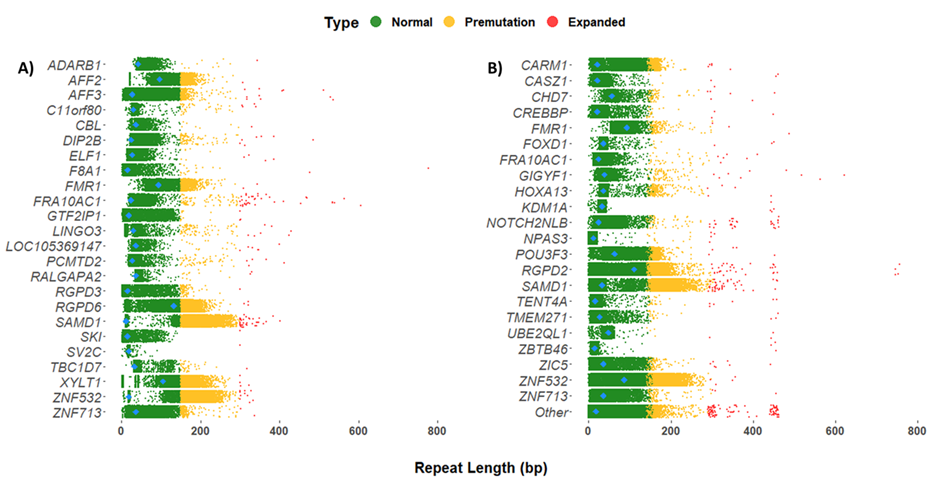 Type Normal Premutation Expanded
A)
ADARB1
AFF2
AFF3
C11orf80
CBL
DIP2B
ELF1
F8A1
FMR1
FRA10AC1
GTF2IP1
LINGO3
LOC105369147
PCMTD2
RALGAPA2
RGPD3
RGPD6
SAMD1
SKI
SV2C
TBC1D7
XYLT1
ZNF532
ZNF713
0 200 400 600 800
B)
CARM1
CASZ1
CHD7
CREBBP
FMR1
FOXD1
FRA10AC1
GIGYF1
HOXA13
KDM1A
NOTCH2NLB
NPAS3
POU3F3
RGPD2
SAMD1
TENT4A
TMEM271
UBE2QL1
ZBTB46
ZIC5
ZNF532
ZNF713
Other
0 200 400 600 800
Repeat Length (bp)